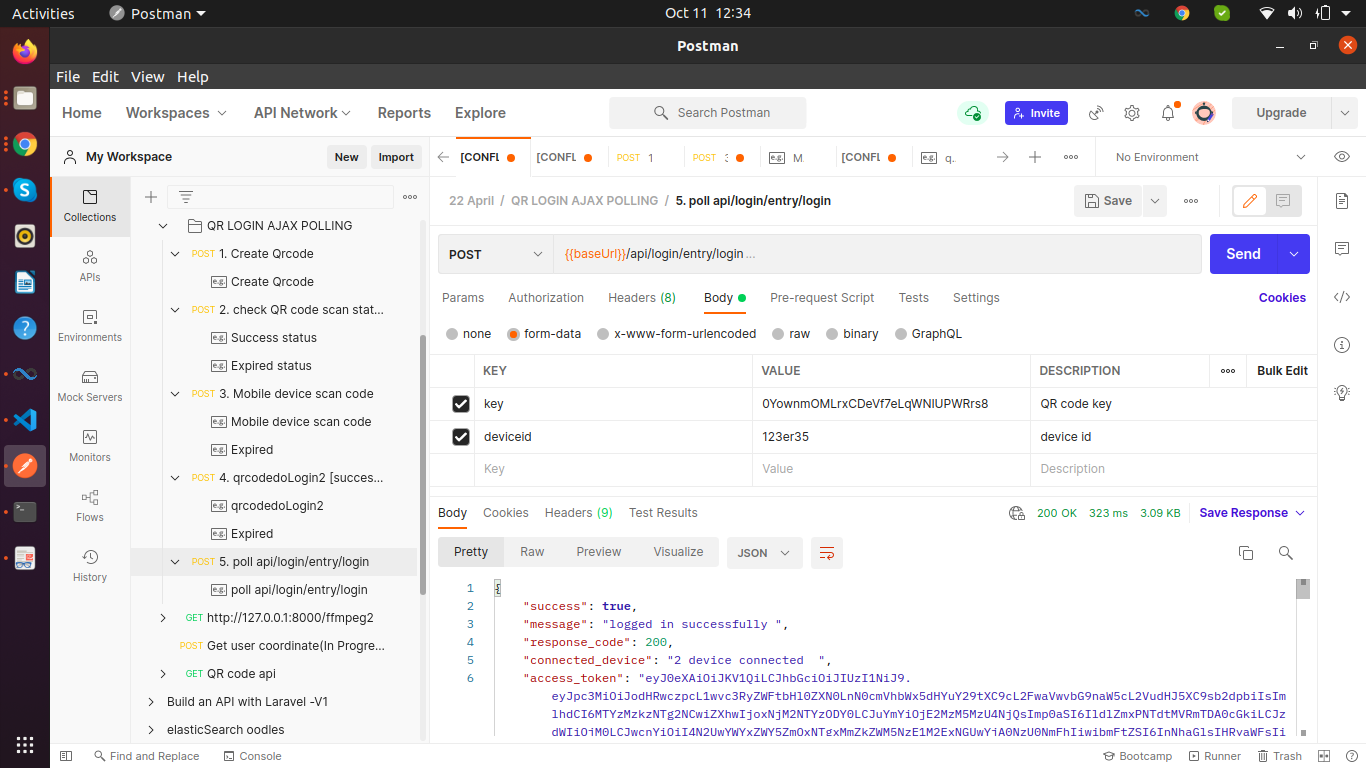 Activities Postman Oct 11 12:34
Postman
File Edit View Help
Home Workspaces API Network Reports Explore Search Postman Invite Upgrade
My Workspace New Import
[CONFL [CONFL POST 1 POST 3 e.g. M [CONFL e.g. q. No Environment
Collections
APIs
Environments
Mock Servers
Monitors
Flows
History
QR LOGIN AJAX POLLING
POST 1. Create Qrcode
e.g. Create Qrcode
POST 2. check QR code scan stat...
e.g. Success status
e.g. Expired status
POST 3. Mobile device scan code
e.g. Mobile device scan code
e.g. Expired
POST 4. qrcodedoLogin2 [succes...
e.g. qrcodedoLogin2
e.g. Expired
POST 5. poll api/login/entry/login
e.g. poll api/login/entry/login
GET http://127.0.0.1:8000/ffmpeg2
POST Get user coordinate(In Progre...
GET QR code api
Build an API with Laravel -V1
elasticSearch oodles
22 April / QR LOGIN AJAX POLLING / 5. poll api/login/entry/login Save
POST {{baseUrl}}/api/login/entry/login... Send
Params Authorization Headers (8) Body Pre-request Script Tests Settings Cookies
none form-data x-www-form-urlencoded raw binary GraphQL
KEY VALUE DESCRIPTION Bulk Edit
key 0YownmOMLrxCDeVf7eLqWNlUPWRrs8 QR code key
deviceid 123er35 device id
Key Value Description
Body Cookies Headers (9) Test Results 200 OK 323 ms 3.09 KB Save Response
Pretty Raw Preview Visualize JSON
1 {
2 "success": true,
3 "message": "logged in successfully ",
4 "response_code": 200,
5 "connected_device": "2 device connected  ",
6 "access_token": "eyJ0eXAiOiJKV1QiLCJhbGciOiJIUzI1NiJ9.
Find and Replace Console Bootcamp Runner Trash